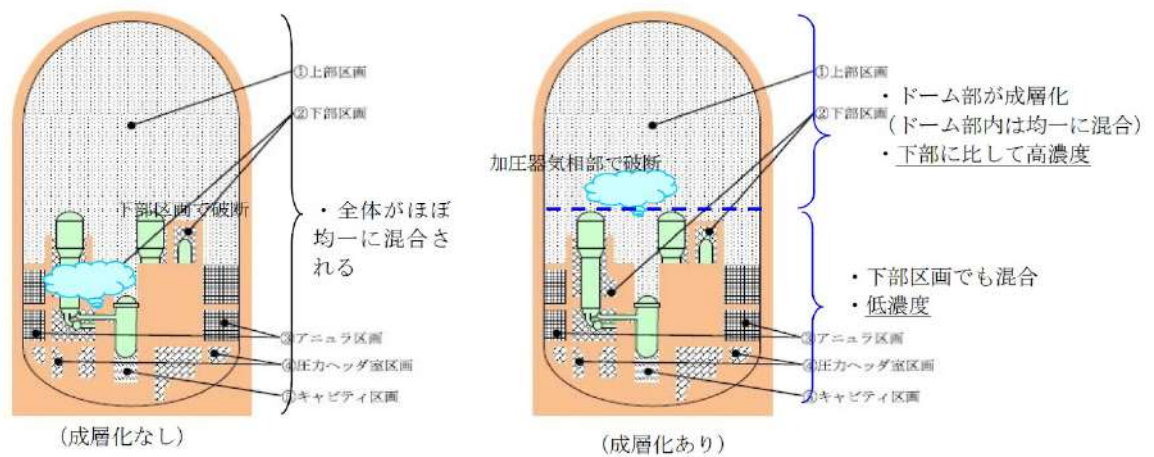 ①上部区画
②下部区画
下部区画で破断
・全体がほぼ
均一に混合さ
れる
③アニュラ区画
④圧力ヘッダ室区画
⑤キャビティ区画
(成層化なし)
①上部区画
②下部区画
・ドーム部が成層化
(ドーム部内は均一に混合)
・下部に比して高濃度
加圧器気相部で破断
・下部区画でも混合
・低濃度
③アニュラ区画
④圧力ヘッダ室区画
⑤キャビティ区画
(成層化あり)